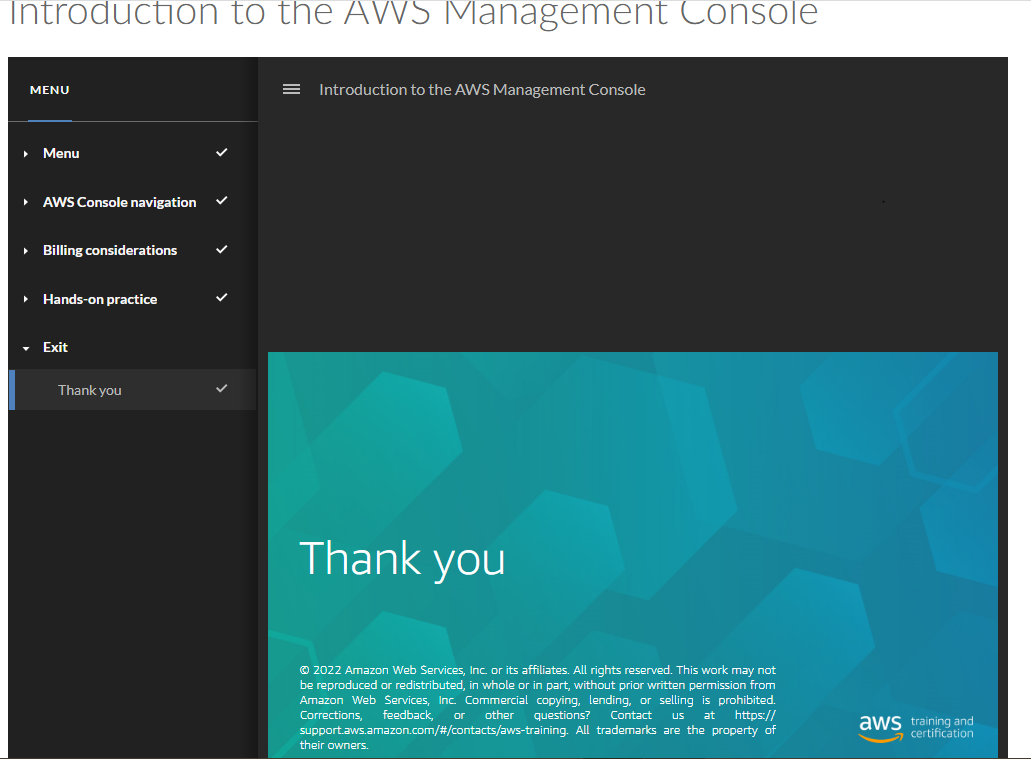 Introduction to the AWS Management Console
MENU
Introduction to the AWS Management Console
Menu
AWS Console navigation
Billing considerations
Hands-on practice
Exit
Thank you
Thank you
© 2022 Amazon Web Services, Inc. or its affiliates. All rights reserved. This work may not
be reproduced or redistributed, in whole or in part, without prior written permission from
Amazon Web Services, Inc. Commercial copying, lending, or selling is prohibited.
Corrections, feedback, or other questions? Contact us at https://
support.aws.amazon.com/#/contacts/aws-training. All trademarks are the property of
their owners.
aws training and
certification